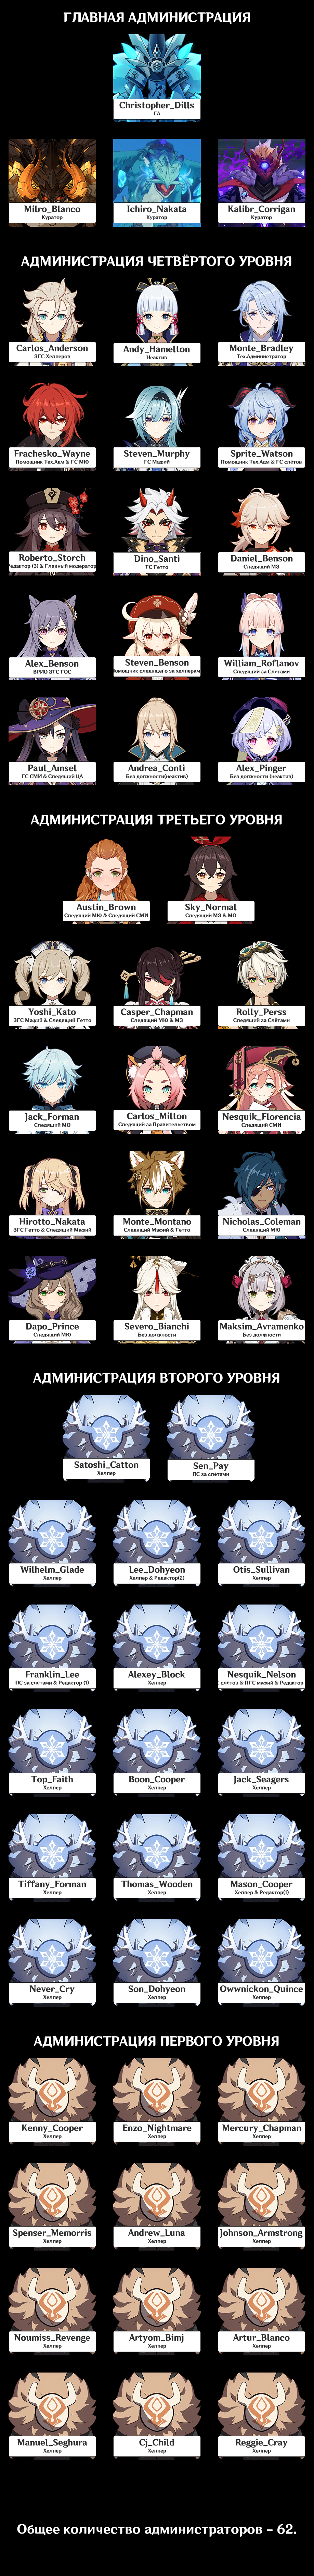 ГЛАВНАЯ АДМИНИСТРАЦИЯ
Christopher_Dills
ГА
Milro_Blanco
Куратор
Ichiro_Nakata
Куратор
Kalibr_Corrigan
Куратор
АДМИНИСТРАЦИЯ ЧЕТВЁРТОГО УРОВНЯ
Carlos_Anderson
ЗГС Хелперов
Andy_Hamelton
Неактив
Monte_Bradley
Тех.Администратор
Frachesko_Wayne
Помощник Тех.Адм & ГС МЮ
Steven_Murphy
ГС Мафий
Sprite_Watson
Помощник Тех.Адм & ГС слётов
Roberto_Storch
Редактор (3) & Главный модератор
Dino_Santi
ГС Гетто
Daniel_Benson
Следящий МЗ
Alex_Benson
ВРИО ЗГС ГОС
Steven_Benson
Помощник следящего за хелперами
William_Roflanov
Следящий за Слётами
Paul_Amsel
ГС СМИ & Следящий ЦА
Andrea_Conti
Без должности(неактив)
Alex_Pinger
Без должности (неактив)
АДМИНИСТРАЦИЯ ТРЕТЬЕГО УРОВНЯ
Austin_Brown
Следящий МЮ & Следящий СМИ
Sky_Normal
Следящий МЗ & МО
Yoshi_Kato
ЗГС Мафий & Следящий Гетто
Casper_Chapman
Следящий МЮ & МЗ
Rolly_Perss
Следящий за Слётами
Jack_Forman
Следящий МО
Carlos_Milton
Следящий за Правительством
Nesquik_Florencia
Следящий СМИ
Hirotto_Nakata
ЗГС Гетто & Следящий Мафий
Monte_Montano
Следящий Мафий & Гетто
Nicholas_Coleman
Следящий МЮ
Dapo_Prince
Следящий МЮ
Severo_Bianchi
Без должности
Maksim_Avramenko
Без должности
АДМИНИСТРАЦИЯ ВТОРОГО УРОВНЯ
Satoshi_Catton
Хелпер
Sen_Pay
ПС за слётами
Wilhelm_Glade
Хелпер
Lee_Dohyeon
Хелпер & Редактор(2)
Otis_Sullivan
Хелпер
Franklin_Lee
ПС за слётами & Редактор (1)
Alexey_Block
Хелпер
Nesquik_Nelson
слётов & ПГС мафий & Редактор
Top_Faith
Хелпер
Boon_Cooper
Хелпер
Jack_Seagers
Хелпер
Tiffany_Forman
Хелпер
Thomas_Wooden
Хелпер
Mason_Cooper
Хелпер & Редактор(1)
Never_Cry
Хелпер
Son_Dohyeon
Хелпер
Owwnickon_Quince
Хелпер
АДМИНИСТРАЦИЯ ПЕРВОГО УРОВНЯ
Kenny_Cooper
Хелпер
Enzo_Nightmare
Хелпер
Mercury_Chapman
Хелпер
Spenser_Memorris
Хелпер
Andrew_Luna
Хелпер
Johnson_Armstrong
Хелпер
Noumiss_Revenge
Хелпер
Artyom_Bimj
Хелпер
Artur_Blanco
Хелпер
Manuel_Seghura
Хелпер
Cj_Child
Хелпер
Reggie_Cray
Хелпер
Общее количество администраторов - 62.